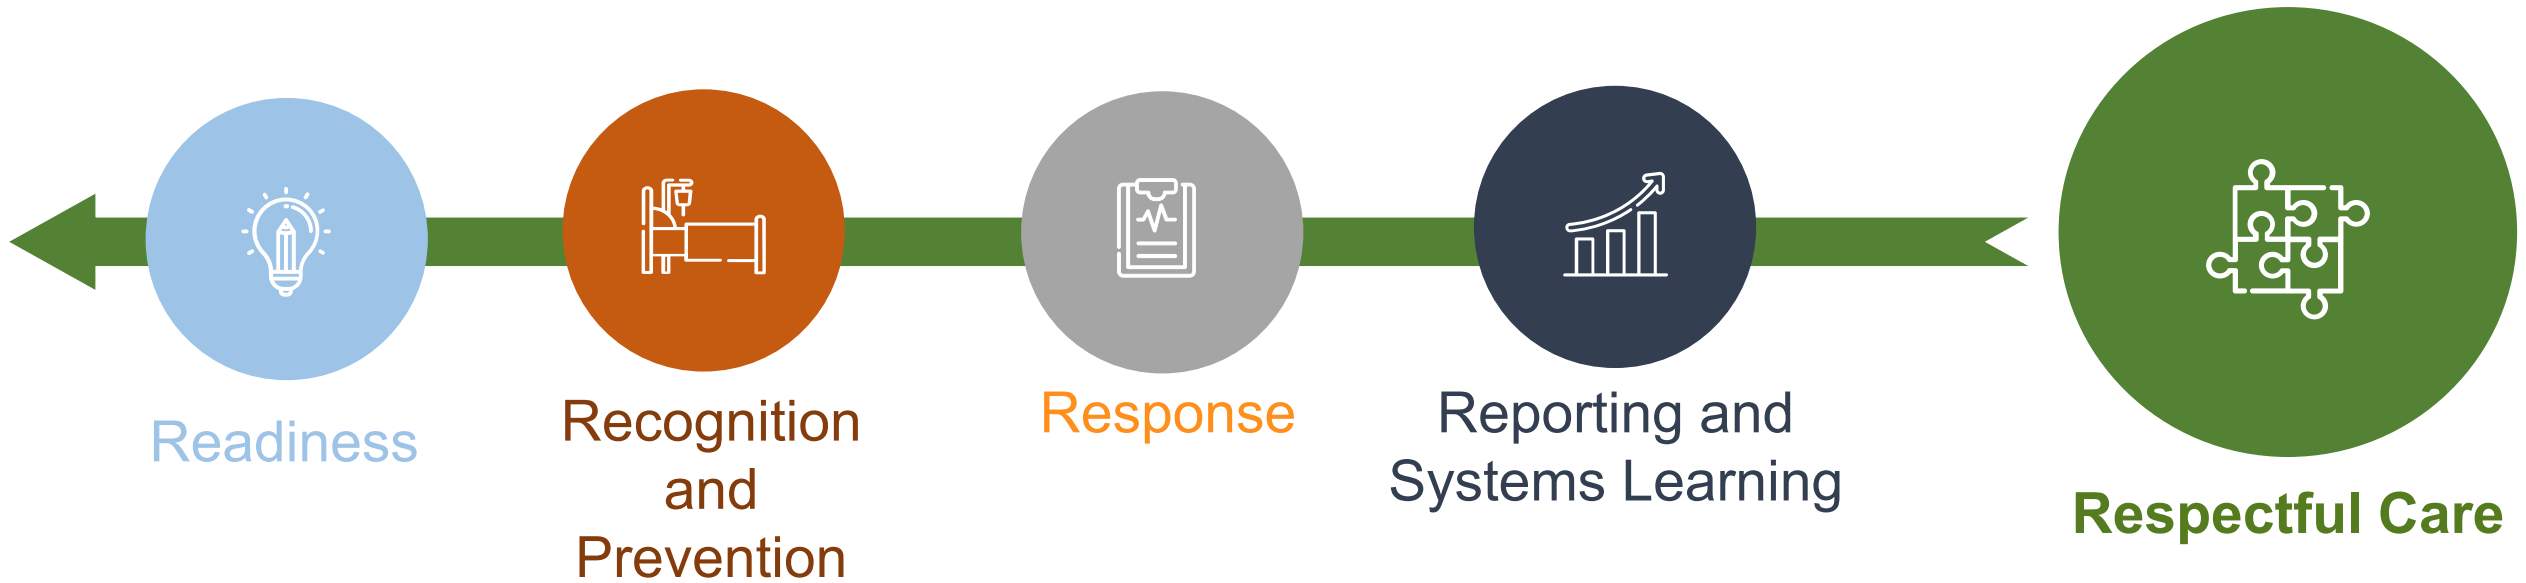 Readiness
Recognition
and
Prevention
Response
Reporting and
Systems Learning
Respectful Care